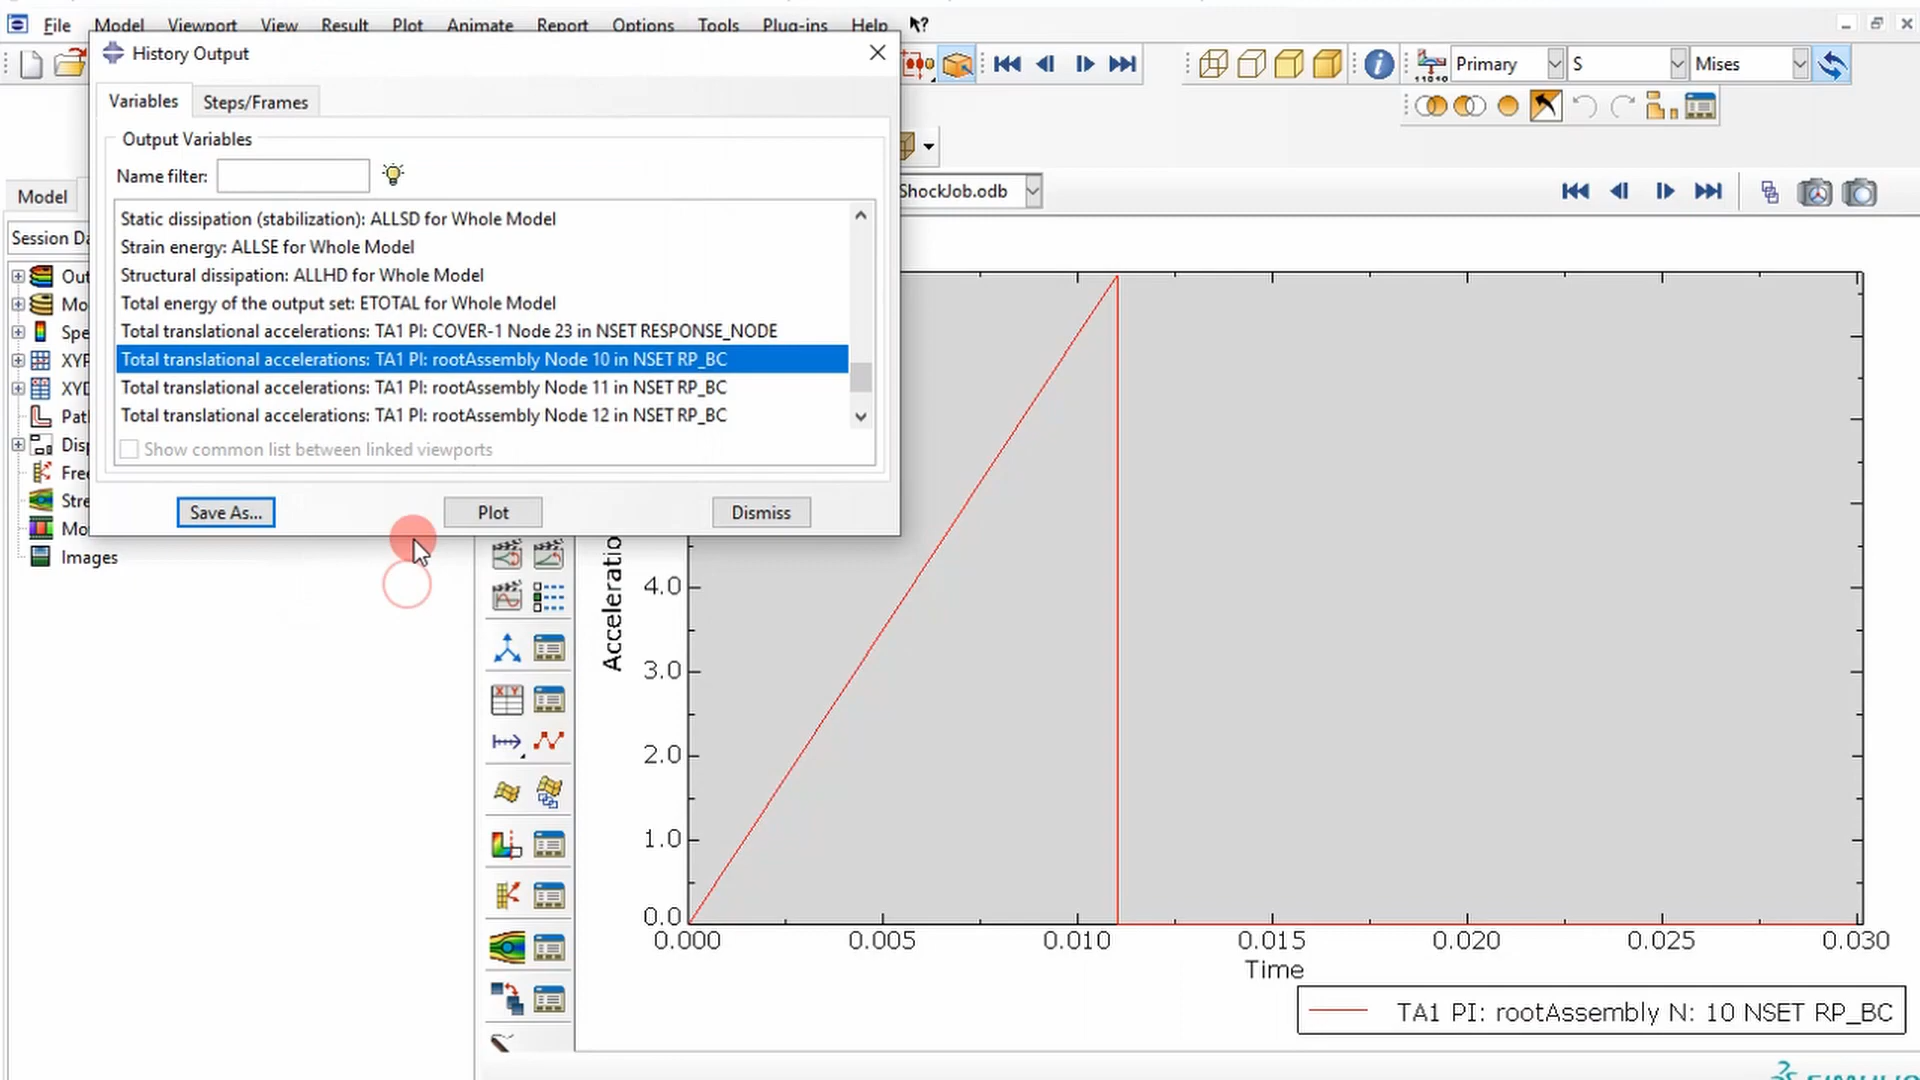 File Model Viewport View Result Plot Animate Report Options Tools Plug-ins Help
History Output
Primary S Mises
Variables Steps/Frames
Output Variables
Name filter:
Model
ShockJob.odb
Static dissipation (stabilization): ALLSD for Whole Model
Session Da
Strain energy: ALLSE for Whole Model
Out
Structural dissipation: ALLHD for Whole Model
Mo
Total energy of the output set: ETOTAL for Whole Model
Spe
Total translational accelerations: TA1 PI: COVER-1 Node 23 in NSET RESPONSE_NODE
XYP
Total translational accelerations: TA1 PI: rootAssembly Node 10 in NSET RP_BC
XYD
Total translational accelerations: TA1 PI: rootAssembly Node 11 in NSET RP_BC
Path
Total translational accelerations: TA1 PI: rootAssembly Node 12 in NSET RP_BC
Disp
Show common list between linked viewports
Free
Stre
Save As... Plot Dismiss
Mo
Images
Acceleratio
4.0
3.0
2.0
1.0
0.0
0.000 0.005 0.010 0.015 0.020 0.025 0.030
Time
TA1 PI: rootAssembly N: 10 NSET RP_BC